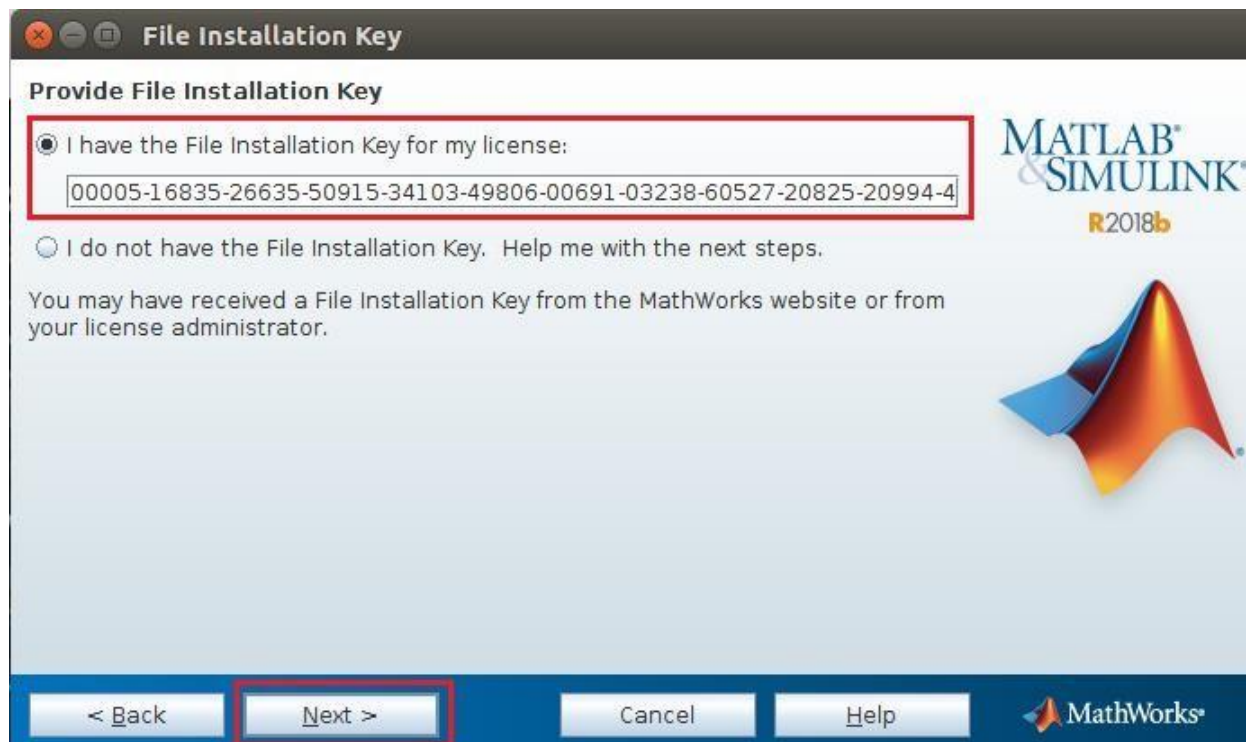 File Installation Key
Provide File Installation Key
I have the File Installation Key for my license:
00005-16835-26635-50915-34103-49806-00691-03238-60527-20825-20994-4
I do not have the File Installation Key.  Help me with the next steps.
You may have received a File Installation Key from the MathWorks website or from
your license administrator.
MATLAB®
&SIMULINK®
R2018b
< Back
Next >
Cancel
Help
MathWorks®